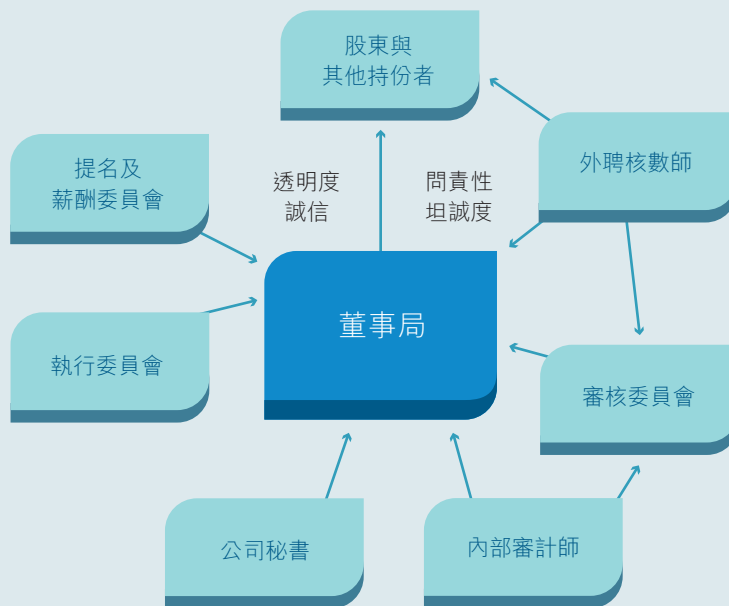 股東與
其他持份者
提名及
薪酬委員會
透明度
誠信
問責性
坦誠度
外聘核數師
董事局
執行委員會
審核委員會
公司秘書
內部審計師